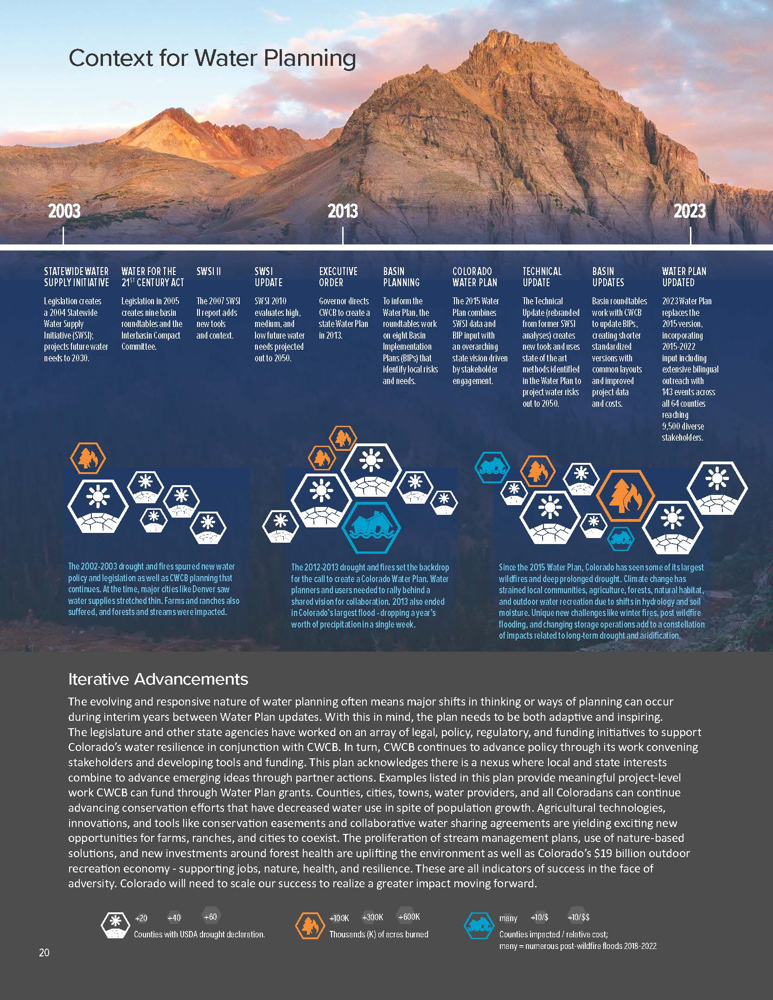 Context for Water Planning
2003
2013
2023
STATEWIDE WATER
SUPPLY INITIATIVE
Legislation creates
a 2004 Statewide
Water Supply
Initiative (SWSI);
projects future water
needs to 2030.
WATER FOR THE
21ST CENTURY ACT
Legislation in 2005
creates nine basin
roundtables and the
Interbasin Compact
Committee.
SWSI II
The 2007 SWSI
II report adds
new tools
and context.
SWSI
UPDATE
SWSI 2010
evaluates high,
medium, and
low future water
needs projected
out to 2050.
EXECUTIVE
ORDER
Governor directs
CWCB to create a
state Water Plan
in 2013.
BASIN
PLANNING
To inform the
Water Plan, the
roundtables work
on eight Basin
Implementation
Plans (BIPs) that
identify local risks
and needs.
COLORADO
WATER PLAN
The 2015 Water
Plan combines
SWSI data and
BIP input with
an overarching
state vision driven
by stakeholder
engagement.
TECHNICAL
UPDATE
The Technical
Update (rebranded
from former SWSI
analyses) creates
new tools and uses
state of the art
methods identified
in the Water Plan to
project water risks
out to 2050.
BASIN
UPDATES
Basin roundtables
work with CWCB
to update BIPs,
creating shorter
standardized
versions with
common layouts
and improved
project data
and costs.
WATER PLAN
UPDATED
2023 Water Plan
replaces the
2015 version,
incorporating
2015-2022
input including
extensive bilingual
outreach with
143 events across
all 64 counties
reaching
9,500 diverse
stakeholders.
The 2002-2003 drought and fires spurred new water
policy and legislation as well as CWCB planning that
continues. At the time, major cities like Denver saw
water supplies stretched thin. Farms and ranches also
suffered, and forests and streams were impacted.
The 2012-2013 drought and fires set the backdrop
for the call to create a Colorado Water Plan. Water
planners and users needed to rally behind a
shared vision for collaboration. 2013 also ended
in Colorado's largest flood - dropping a year's
worth of precipitation in a single week.
Since the 2015 Water Plan, Colorado has seen some of its largest
wildfires and deep prolonged drought. Climate change has
strained local communities, agriculture, forests, natural habitat,
and outdoor water recreation due to shifts in hydrology and soil
moisture. Unique new challenges like winter fires, post wildfire
flooding, and changing storage operations add to a constellation
of impacts related to long-term drought and aridification.
Iterative Advancements
The evolving and responsive nature of water planning often means major shifts in thinking or ways of planning can occur
during interim years between Water Plan updates. With this in mind, the plan needs to be both adaptive and inspiring.
The legislature and other state agencies have worked on an array of legal, policy, regulatory, and funding initiatives to support
Colorado's water resilience in conjunction with CWCB. In turn, CWCB continues to advance policy through its work convening
stakeholders and developing tools and funding. This plan acknowledges there is a nexus where local and state interests
combine to advance emerging ideas through partner actions. Examples listed in this plan provide meaningful project-level
work CWCB can fund through Water Plan grants. Counties, cities, towns, water providers, and all Coloradans can continue
advancing conservation efforts that have decreased water use in spite of population growth. Agricultural technologies,
innovations, and tools like conservation easements and collaborative water sharing agreements are yielding exciting new
opportunities for farms, ranches, and cities to coexist. The proliferation of stream management plans, use of nature-based
solutions, and new investments around forest health are uplifting the environment as well as Colorado's $19 billion outdoor
recreation economy - supporting jobs, nature, health, and resilience. These are all indicators of success in the face of
adversity. Colorado will need to scale our success to realize a greater impact moving forward.
+20 +40 +60
Counties with USDA drought declaration.
+100K +300K +600K
Thousands (K) of acres burned
many +10/$ +10/$$
Counties impacted / relative cost;
many = numerous post-wildfire floods 2018-2022
20